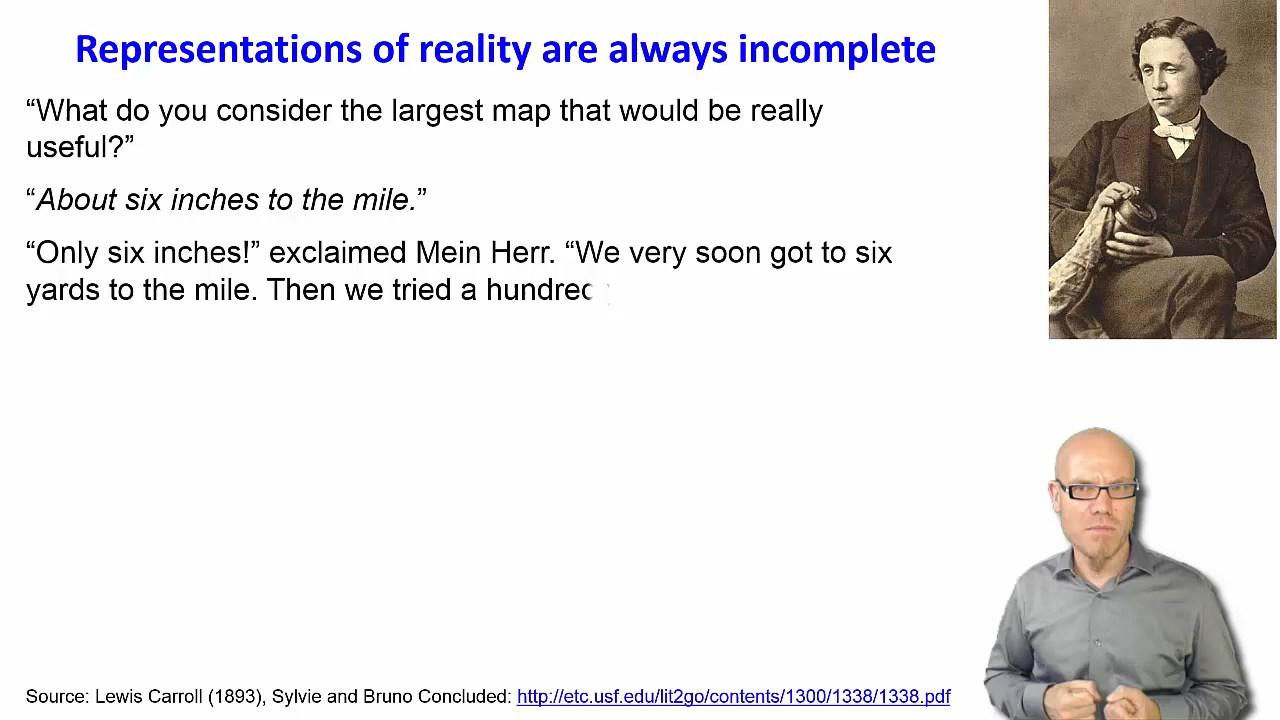 Representations of reality are always incomplete
“What do you consider the largest map that would be really
useful?”
“About six inches to the mile.”
“Only six inches!” exclaimed Mein Herr. “We very soon got to six
yards to the mile. Then we tried a hundred
Source: Lewis Carroll (1893), Sylvie and Bruno Concluded: http://etc.usf.edu/lit2go/contents/1300/1338/1338.pdf